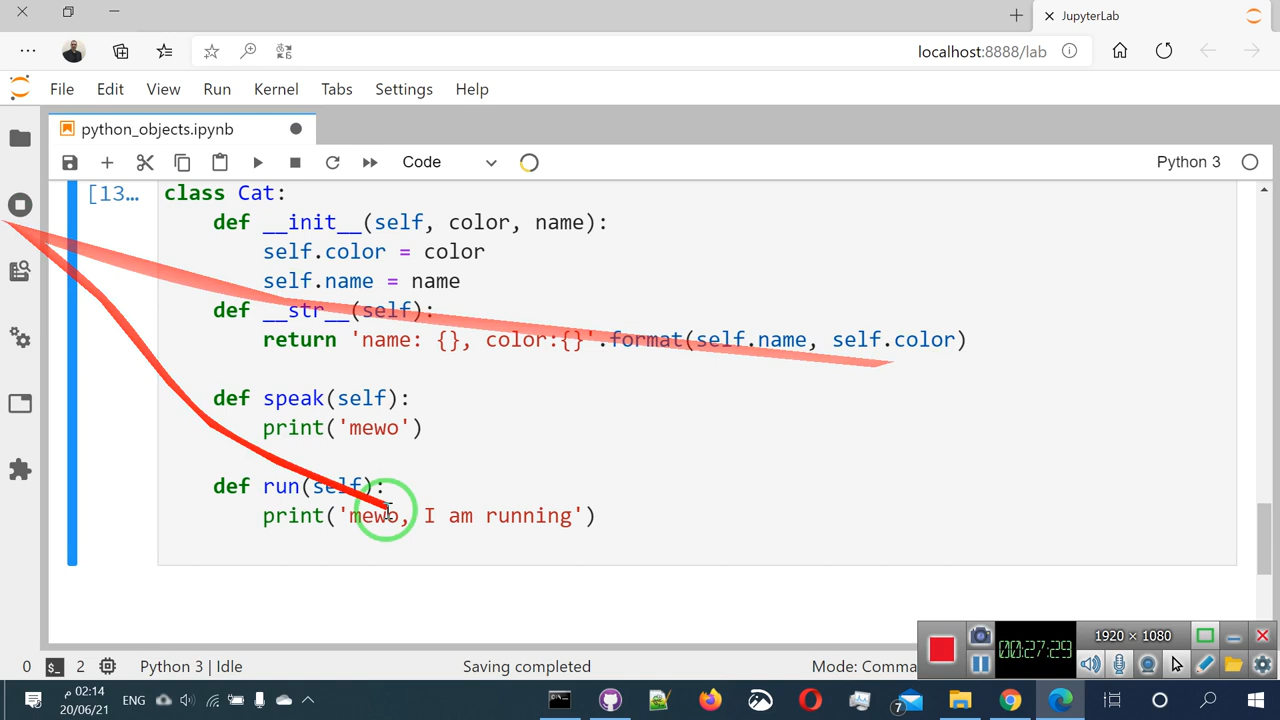 JupyterLab
localhost:8888/lab
File Edit View Run Kernel Tabs Settings Help
python_objects.ipynb
Code
Python 3
[13…
class Cat:
    def __init__(self, color, name):
        self.color = color
        self.name = name
    def __str__(self):
        return 'name: {}, color:{}'.format(self.name, self.color)
    def speak(self):
        print('mewo')
    def run(self):
        print('mewo, I am running')
0 2 Python 3 | Idle Saving completed Mode: Comma
00:27:29
1920 × 1080
02:14 م
20/06/21
ENG
7